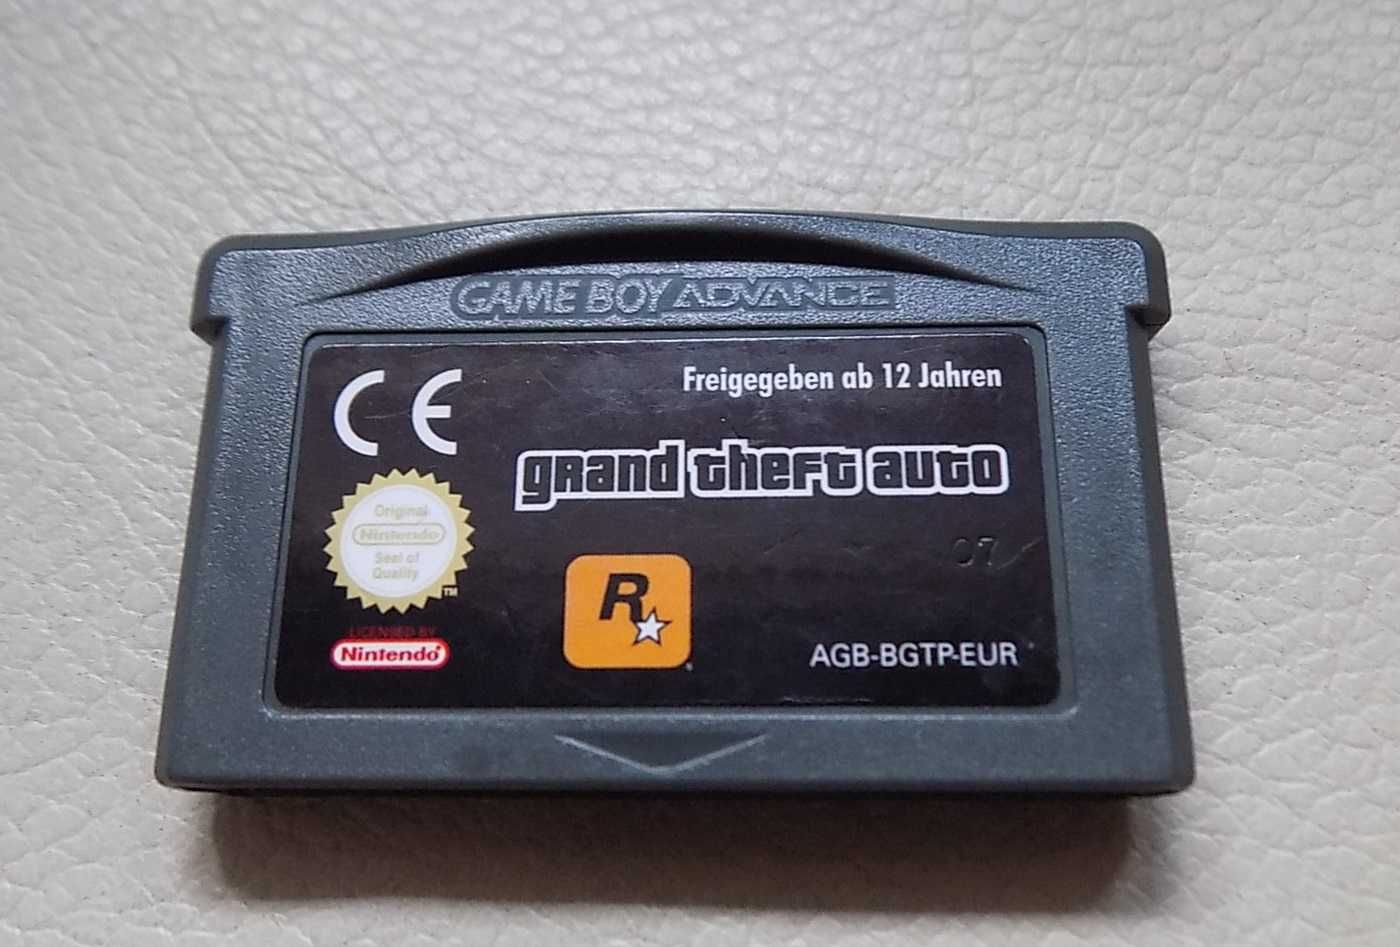 GAME BOY ADVANCE
CE
Freigegeben ab 12 Jahren
grand theft auto
Original
Nintendo
Seal of
Quality
TM
07
LICENSED BY
Nintendo
R
AGB-BGTP-EUR